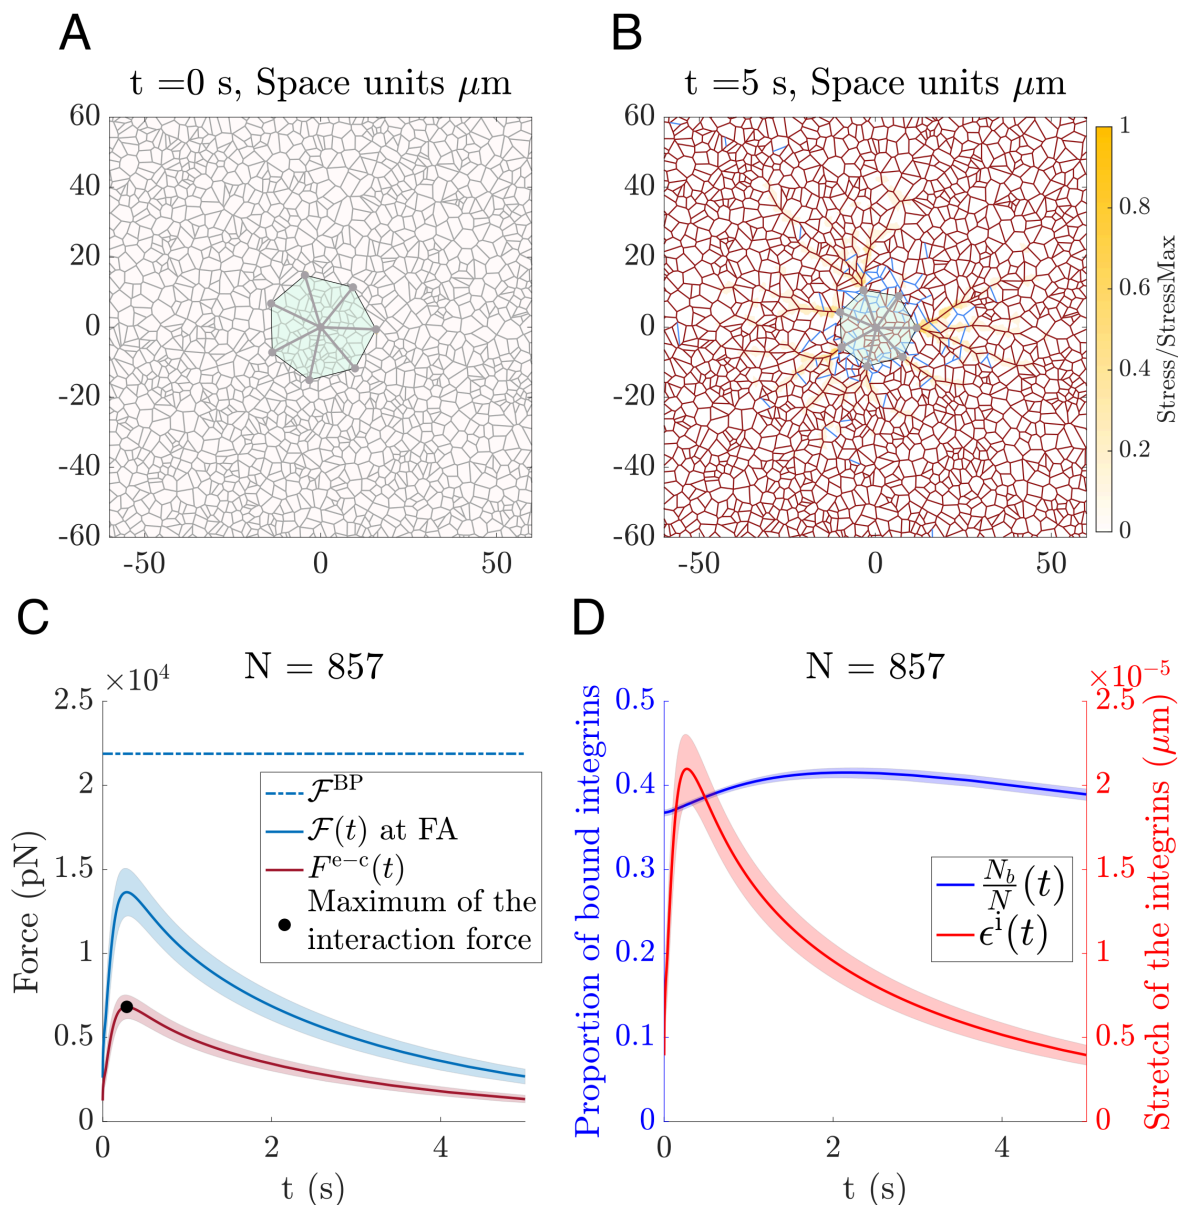 A
t =0 s, Space units μm
60
40
20
0
-20
-40
-60
-50
0
50
B
t =5 s, Space units μm
60
40
20
0
-20
-40
-60
-50
0
50
1
0.8
0.6
0.4
0.2
0
Stress/StressMax
C
N = 857
×10⁴
2.5
2
1.5
1
0.5
0
Force (pN)
0
2
4
t (s)
ℱᴮᴾ
ℱ(t) at FA
Fᵉ⁻ᶜ(t)
Maximum of the
interaction force
D
N = 857
0.5
0.4
0.3
0.2
0.1
0
Proportion of bound integrins
×10⁻⁵
2.5
2
1.5
1
0.5
0
Stretch of the integrins (μm)
0
2
4
t (s)
N_b/N (t)
ϵⁱ(t)